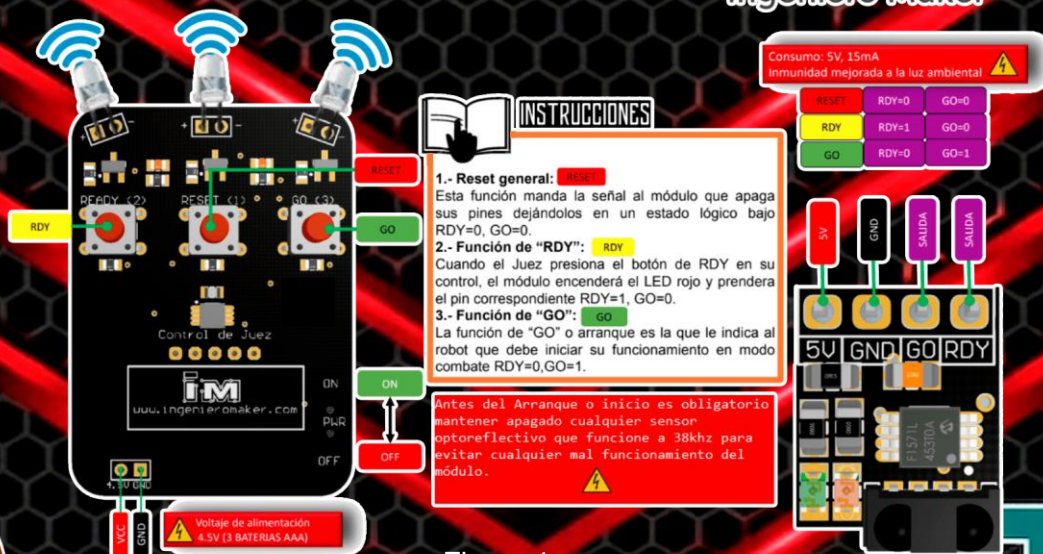 Ingeniero Maker
Consumo: 5V, 15mA
Inmunidad mejorada a la luz ambiental
RESET RDY=0 GO=0
RDY RDY=1 GO=0
GO RDY=0 GO=1
INSTRUCCIONES
1.- Reset general: RESET
Esta función manda la señal al módulo que apaga
sus pines dejándolos en un estado lógico bajo
RDY=0, GO=0.
2.- Función de “RDY”: RDY
Cuando el Juez presiona el botón de RDY en su
control, el módulo encenderá el LED rojo y prendera
el pin correspondiente RDY=1, GO=0.
3.- Función de “GO”: GO
La función de “GO” o arranque es la que le indica al
robot que debe iniciar su funcionamiento en modo
combate RDY=0,GO=1.
Antes del Arranque o inicio es obligatorio
mantener apagado cualquier sensor
optoreflectivo que funcione a 38khz para
evitar cualquier mal funcionamiento del
módulo.
+ - + - + -
RESET
READY (2) RESET (1) GO (3)
RDY
GO
Control de Juez
IM
www.ingenieromaker.com
ON
PWR
OFF
ON
OFF
4.5V GND
VCC
GND
Voltaje de alimentación
4.5V (3 BATERIAS AAA)
5V
GND
SALIDA
SALIDA
5V GND GO RDY
F1571L
453TDA